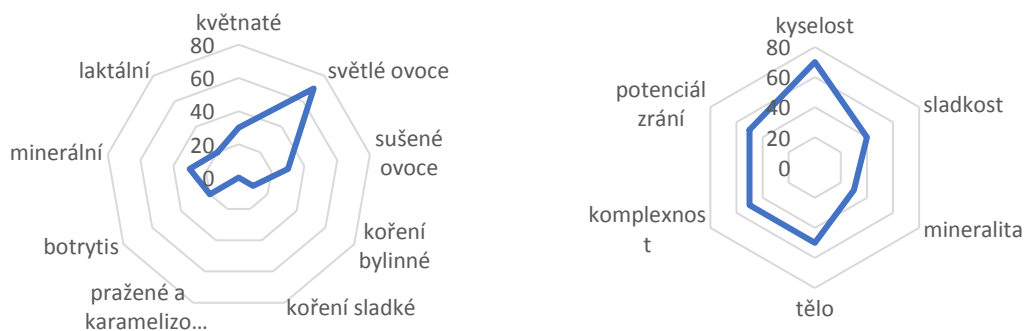 květnaté
80
60
40
20
0
světlé ovoce
sušené
ovoce
koření
bylinné
koření sladké
pražené a
karamelizo...
botrytis
minerální
laktální
kyselost
80
60
40
20
0
sladkost
mineralita
tělo
komplexnos
t
potenciál
zrání